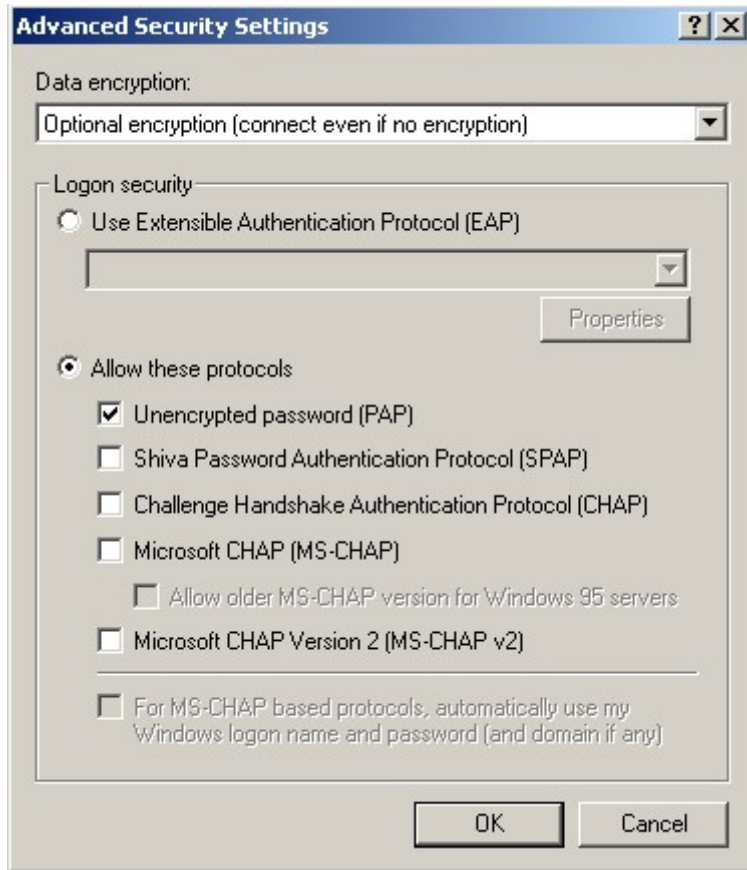 Advanced Security Settings
Data encryption:
Optional encryption (connect even if no encryption)
Logon security
Use Extensible Authentication Protocol (EAP)
Properties
Allow these protocols
Unencrypted password (PAP)
Shiva Password Authentication Protocol (SPAP)
Challenge Handshake Authentication Protocol (CHAP)
Microsoft CHAP (MS-CHAP)
Allow older MS-CHAP version for Windows 95 servers
Microsoft CHAP Version 2 (MS-CHAP v2)
For MS-CHAP based protocols, automatically use my
Windows logon name and password (and domain if any)
OK Cancel